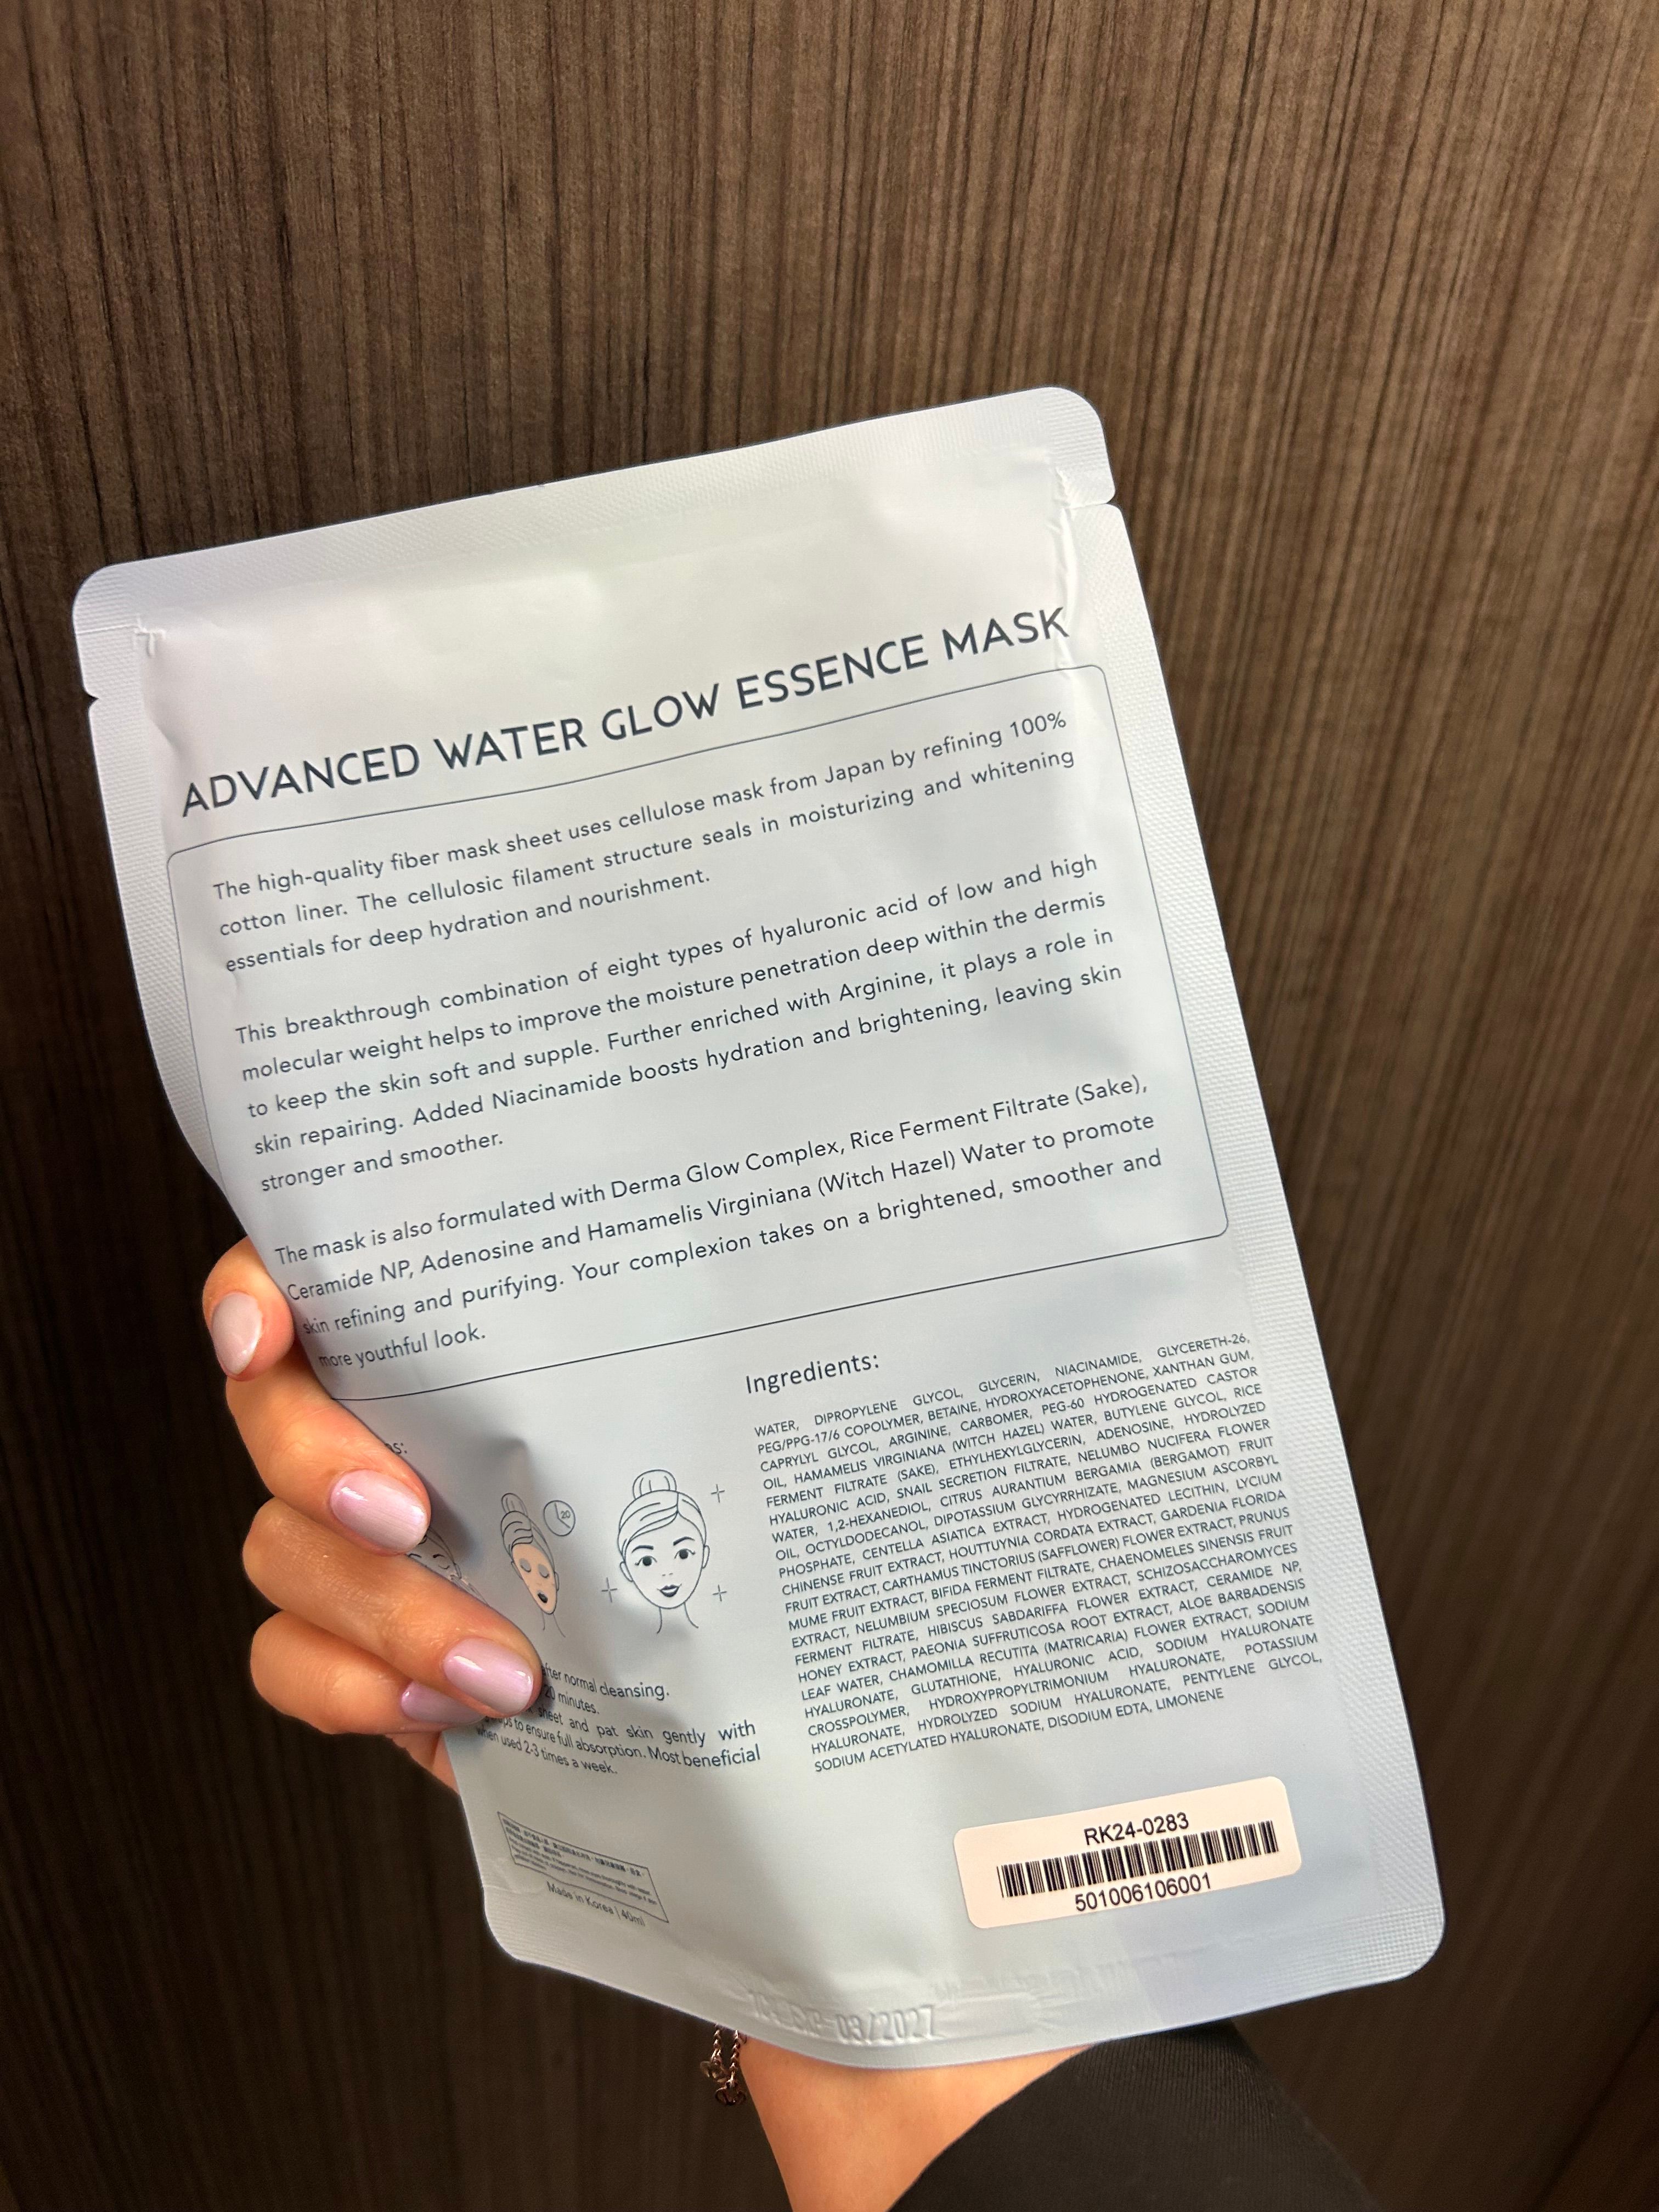 ADVANCED WATER GLOW ESSENCE MASK
The high-quality fiber mask sheet uses cellulose mask from Japan by refining 100%
cotton liner. The cellulosic filament structure seals in moisturizing and whitening
essentials for deep hydration and nourishment.
This breakthrough combination of eight types of hyaluronic acid of low and high
molecular weight helps to improve the moisture penetration deep within the dermis
to keep the skin soft and supple. Further enriched with Arginine, it plays a role in
skin repairing. Added Niacinamide boosts hydration and brightening, leaving skin
stronger and smoother.
The mask is also formulated with Derma Glow Complex, Rice Ferment Filtrate (Sake),
Ceramide NP, Adenosine and Hamamelis Virginiana (Witch Hazel) Water to promote
skin refining and purifying. Your complexion takes on a brightened, smoother and
more youthful look.
20
after normal cleansing.
20 minutes.
sheet and pat skin gently with
to ensure full absorption. Most beneficial
when used 2-3 times a week.
Made in Korea | 40ml
Ingredients:
WATER, DIPROPYLENE GLYCOL, GLYCERIN, NIACINAMIDE, GLYCERETH-26,
PEG/PPG-17/6 COPOLYMER, BETAINE, HYDROXYACETOPHENONE, XANTHAN GUM,
CAPRYLYL GLYCOL, ARGININE, CARBOMER, PEG-60 HYDROGENATED CASTOR
OIL, HAMAMELIS VIRGINIANA (WITCH HAZEL) WATER, BUTYLENE GLYCOL, RICE
FERMENT FILTRATE (SAKE), ETHYLHEXYLGLYCERIN, ADENOSINE, HYDROLYZED
HYALURONIC ACID, SNAIL SECRETION FILTRATE, NELUMBO NUCIFERA FLOWER
WATER, 1,2-HEXANEDIOL, CITRUS AURANTIUM BERGAMIA (BERGAMOT) FRUIT
OIL, OCTYLDODECANOL, DIPOTASSIUM GLYCYRRHIZATE, MAGNESIUM ASCORBYL
PHOSPHATE, CENTELLA ASIATICA EXTRACT, HYDROGENATED LECITHIN, LYCIUM
CHINENSE FRUIT EXTRACT, HOUTTUYNIA CORDATA EXTRACT, GARDENIA FLORIDA
FRUIT EXTRACT, CARTHAMUS TINCTORIUS (SAFFLOWER) FLOWER EXTRACT, PRUNUS
MUME FRUIT EXTRACT, BIFIDA FERMENT FILTRATE, CHAENOMELES SINENSIS FRUIT
EXTRACT, NELUMBIUM SPECIOSUM FLOWER EXTRACT, SCHIZOSACCHAROMYCES
FERMENT FILTRATE, HIBISCUS SABDARIFFA FLOWER EXTRACT, CERAMIDE NP,
HONEY EXTRACT, PAEONIA SUFFRUTICOSA ROOT EXTRACT, ALOE BARBADENSIS
LEAF WATER, CHAMOMILLA RECUTITA (MATRICARIA) FLOWER EXTRACT, SODIUM
HYALURONATE, GLUTATHIONE, HYALURONIC ACID, SODIUM HYALURONATE
CROSSPOLYMER, HYDROXYPROPYLTRIMONIUM HYALURONATE, POTASSIUM
HYALURONATE, HYDROLYZED SODIUM HYALURONATE, PENTYLENE GLYCOL,
SODIUM ACETYLATED HYALURONATE, DISODIUM EDTA, LIMONENE
RK24-0283
501006106001
09/2027